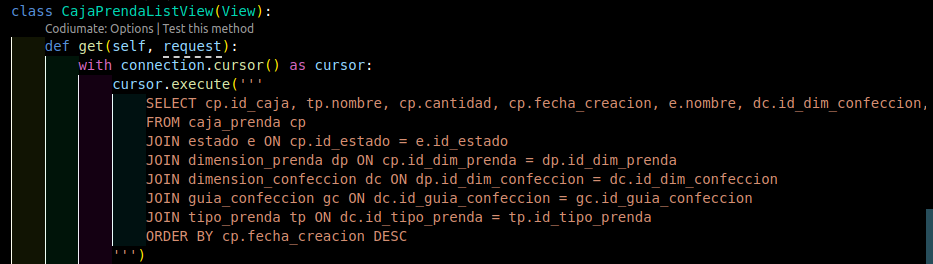 class CajaPrendaListView(View):
Codiumate: Options | Test this method
def get(self, request):
with connection.cursor() as cursor:
cursor.execute('''
SELECT cp.id_caja, tp.nombre, cp.cantidad, cp.fecha_creacion, e.nombre, dc.id_dim_confeccion,
FROM caja_prenda cp
JOIN estado e ON cp.id_estado = e.id_estado
JOIN dimension_prenda dp ON cp.id_dim_prenda = dp.id_dim_prenda
JOIN dimension_confeccion dc ON dp.id_dim_confeccion = dc.id_dim_confeccion
JOIN guia_confeccion gc ON dc.id_guia_confeccion = gc.id_guia_confeccion
JOIN tipo_prenda tp ON dc.id_tipo_prenda = tp.id_tipo_prenda
ORDER BY cp.fecha_creacion DESC
''')